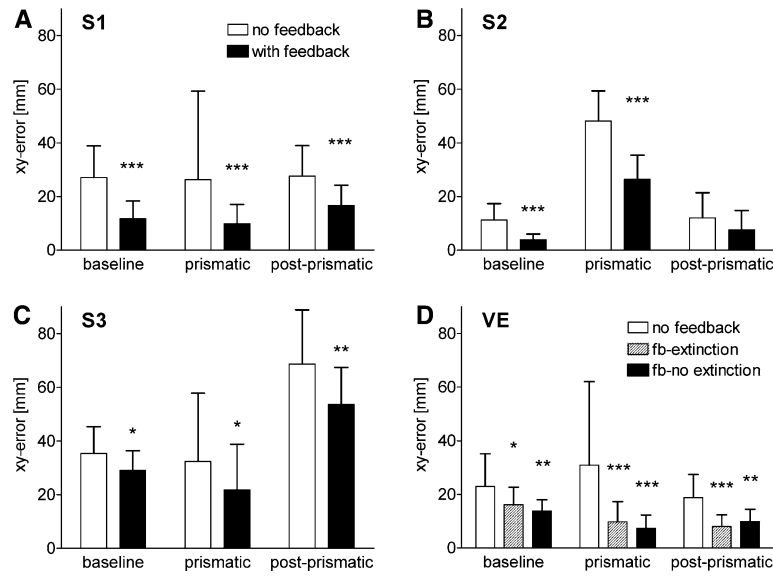 A S1
no feedback
with feedback
xy-error [mm]
80
60
40
20
0
***
***
***
baseline prismatic post-prismatic
B S2
xy-error [mm]
80
60
40
20
0
***
***
baseline prismatic post-prismatic
C S3
xy-error [mm]
80
60
40
20
0
*
*
**
baseline prismatic post-prismatic
D VE
no feedback
fb-extinction
fb-no extinction
xy-error [mm]
80
60
40
20
0
* **
*** ***
*** **
baseline prismatic post-prismatic